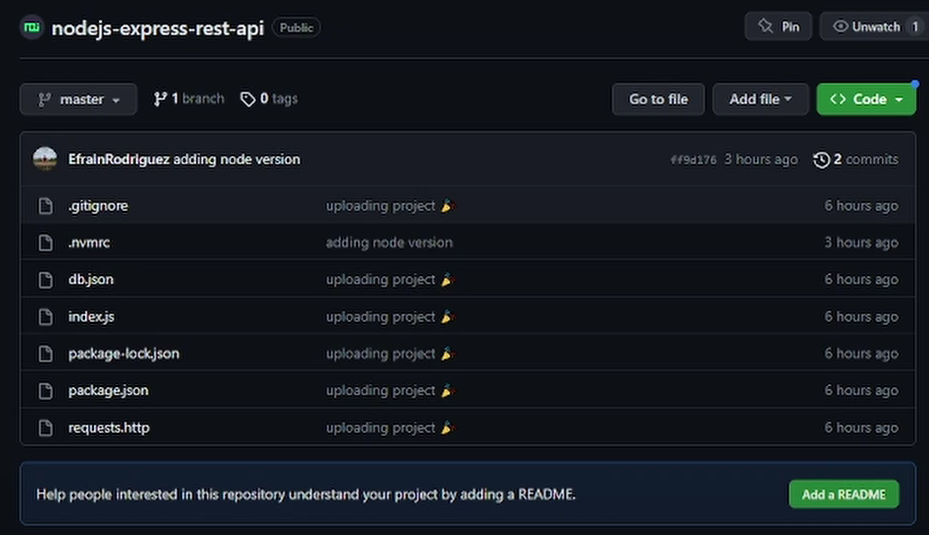 nodejs-express-rest-api Public Pin Unwatch 1
master 1 branch 0 tags Go to file Add file Code
EfrainRodriguez adding node version ff9d176 3 hours ago 2 commits
.gitignore uploading project 🎉 6 hours ago
.nvmrc adding node version 3 hours ago
db.json uploading project 🎉 6 hours ago
index.js uploading project 🎉 6 hours ago
package-lock.json uploading project 🎉 6 hours ago
package.json uploading project 🎉 6 hours ago
requests.http uploading project 🎉 6 hours ago
Help people interested in this repository understand your project by adding a README. Add a README